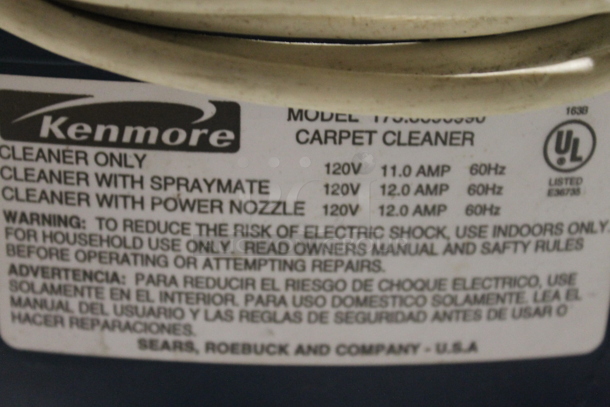 Kenmore
MODEL
CARPET CLEANER
1638
UL
LISTED
E36735
CLEANER ONLY 120V 11.0 AMP 60Hz
CLEANER WITH SPRAYMATE 120V 12.0 AMP 60Hz
CLEANER WITH POWER NOZZLE 120V 12.0 AMP 60Hz
WARNING: TO REDUCE THE RISK OF ELECTRIC SHOCK, USE INDOORS ONLY.
FOR HOUSEHOLD USE ONLY. READ OWNERS MANUAL AND SAFTY RULES
BEFORE OPERATING OR ATTEMPTING REPAIRS.
ADVERTENCIA: PARA REDUCIR EL RIESGO DE CHOQUE ELECTRICO, USE
SOLAMENTE EN EL INTERIOR. PARA USO DOMESTICO SOLAMENTE. LEA EL
MANUAL DEL USUARIO Y LAS REGLAS DE SEGURIDAD ANTES DE USAR O
HACER REPARACIONES.
SEARS, ROEBUCK AND COMPANY - U.S.A